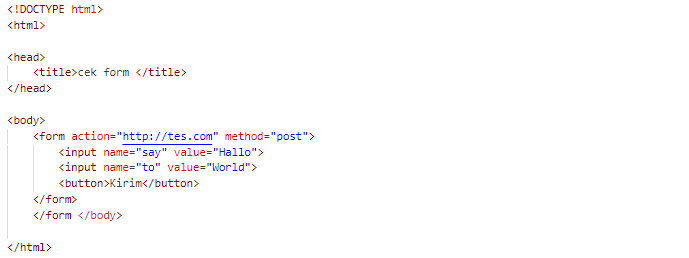 <!DOCTYPE html>
<html>
<head>
<title>cek form </title>
</head>
<body>
<form action="http://tes.com" method="post">
<input name="say" value="Hallo">
<input name="to" value="World">
<button>Kirim</button>
</form>
</form </body>
</html>